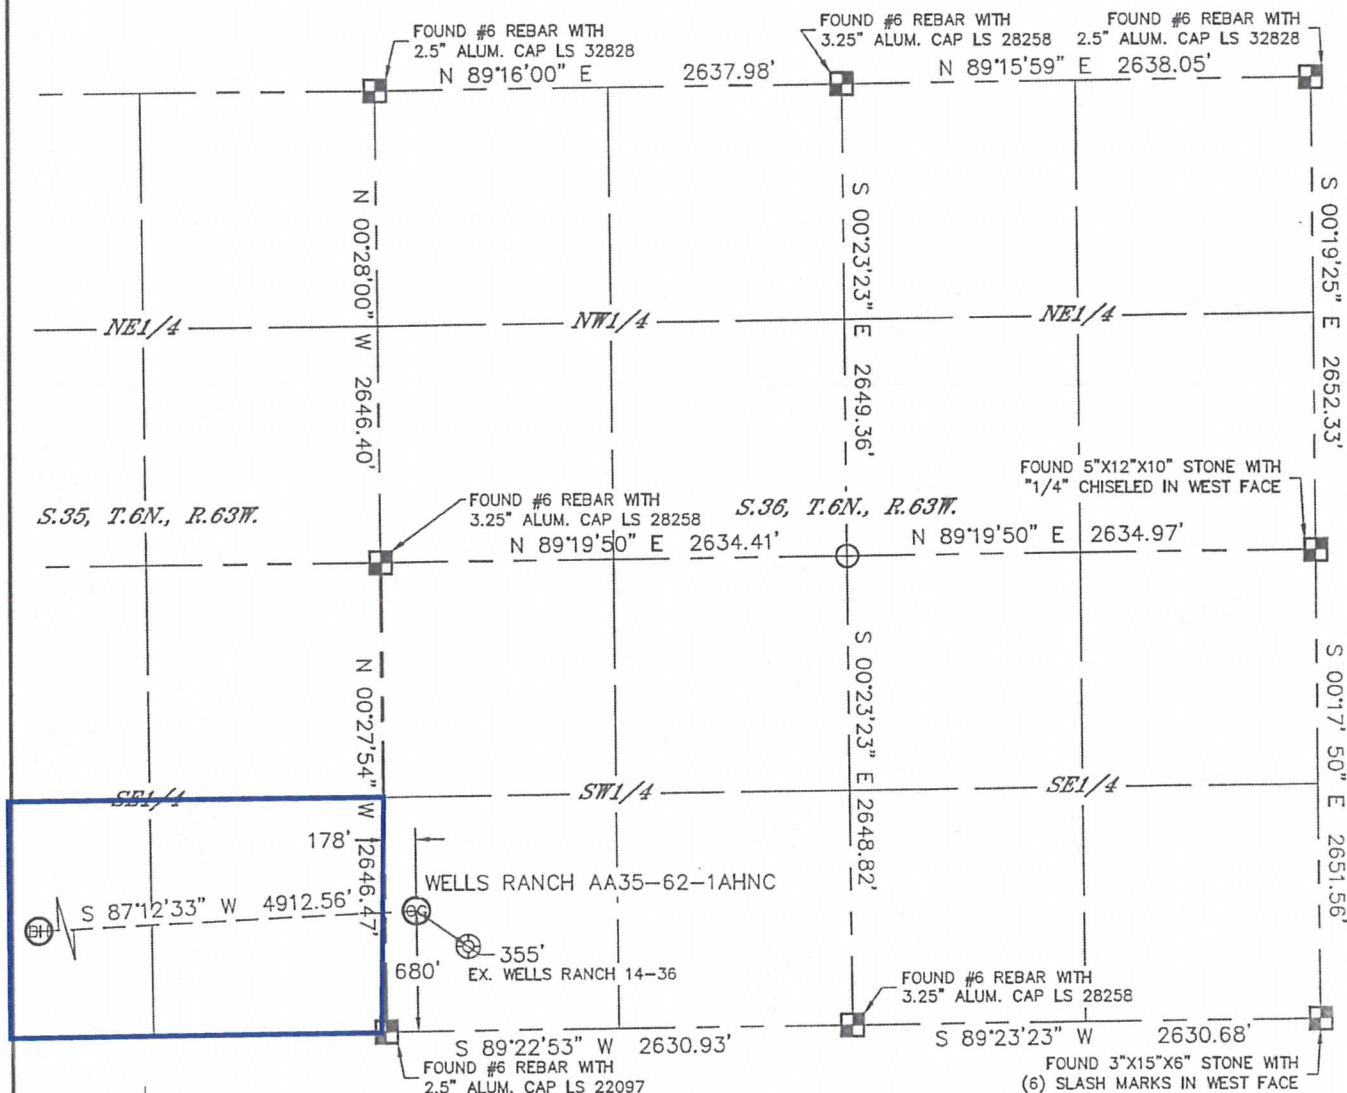 FOUND #6 REBAR WITH
2.5" ALUM. CAP LS 32828
FOUND #6 REBAR WITH
3.25" ALUM. CAP LS 28258
FOUND #6 REBAR WITH
2.5" ALUM. CAP LS 32828
N 89°16'00" E 2637.98'
N 89°15'59" E 2638.05'
N 00°28'00" W 2646.40'
S 00°23'23" E 2649.36'
S 00°19'25" E 2652.33'
NE1/4
NW1/4
NE1/4
FOUND 5"X12"X10" STONE WITH
"1/4" CHISELED IN WEST FACE
FOUND #6 REBAR WITH
3.25" ALUM. CAP LS 28258
S.35, T.6N., R.63W.
S.36, T.6N., R.63W.
N 89°19'50" E 2634.41'
N 89°19'50" E 2634.97'
N 00°27'54" W 2646.47'
S 00°23'23" E 2648.82'
S 00°17' 50" E 2651.56'
SE1/4
SW1/4
SE1/4
178'
WELLS RANCH AA35-62-1AHNC
S 87°12'33" W 4912.56'
OG
BH
355'
EX. WELLS RANCH 14-36
680'
FOUND #6 REBAR WITH
3.25" ALUM. CAP LS 28258
S 89°22'53" W 2630.93'
S 89°23'23" W 2630.68'
FOUND #6 REBAR WITH
2.5" ALUM. CAP LS 22097
FOUND 3"X15"X6" STONE WITH
(6) SLASH MARKS IN WEST FACE